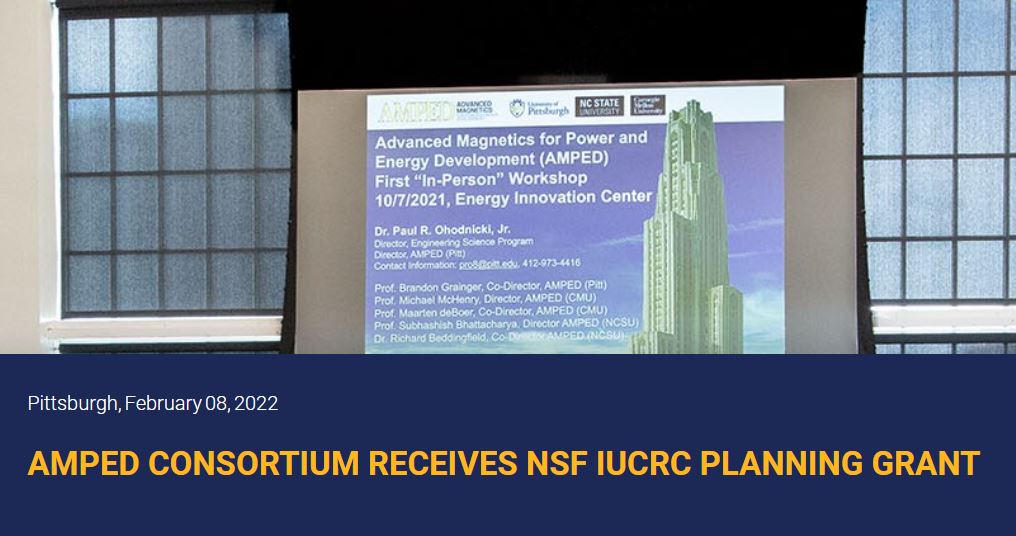 AMPED ADVANCED
MAGNETICS
University of
Pittsburgh
NC STATE
UNIVERSITY
Carnegie
Mellon
University
Advanced Magnetics for Power and
Energy Development (AMPED)
First “In-Person” Workshop
10/7/2021, Energy Innovation Center
Dr. Paul R. Ohodnicki, Jr.
Director, Engineering Science Program
Director, AMPED (Pitt)
Contact Information: pro8@pitt.edu, 412-973-4416
Prof. Brandon Grainger, Co-Director, AMPED (Pitt)
Prof. Michael McHenry, Director, AMPED (CMU)
Prof. Maarten deBoer, Co-Director, AMPED (CMU)
Prof. Subhashish Bhattacharya, Director AMPED (NCSU)
Dr. Richard Beddingfield, Co-Director AMPED (NCSU)
Pittsburgh, February 08, 2022
AMPED CONSORTIUM RECEIVES NSF IUCRC PLANNING GRANT